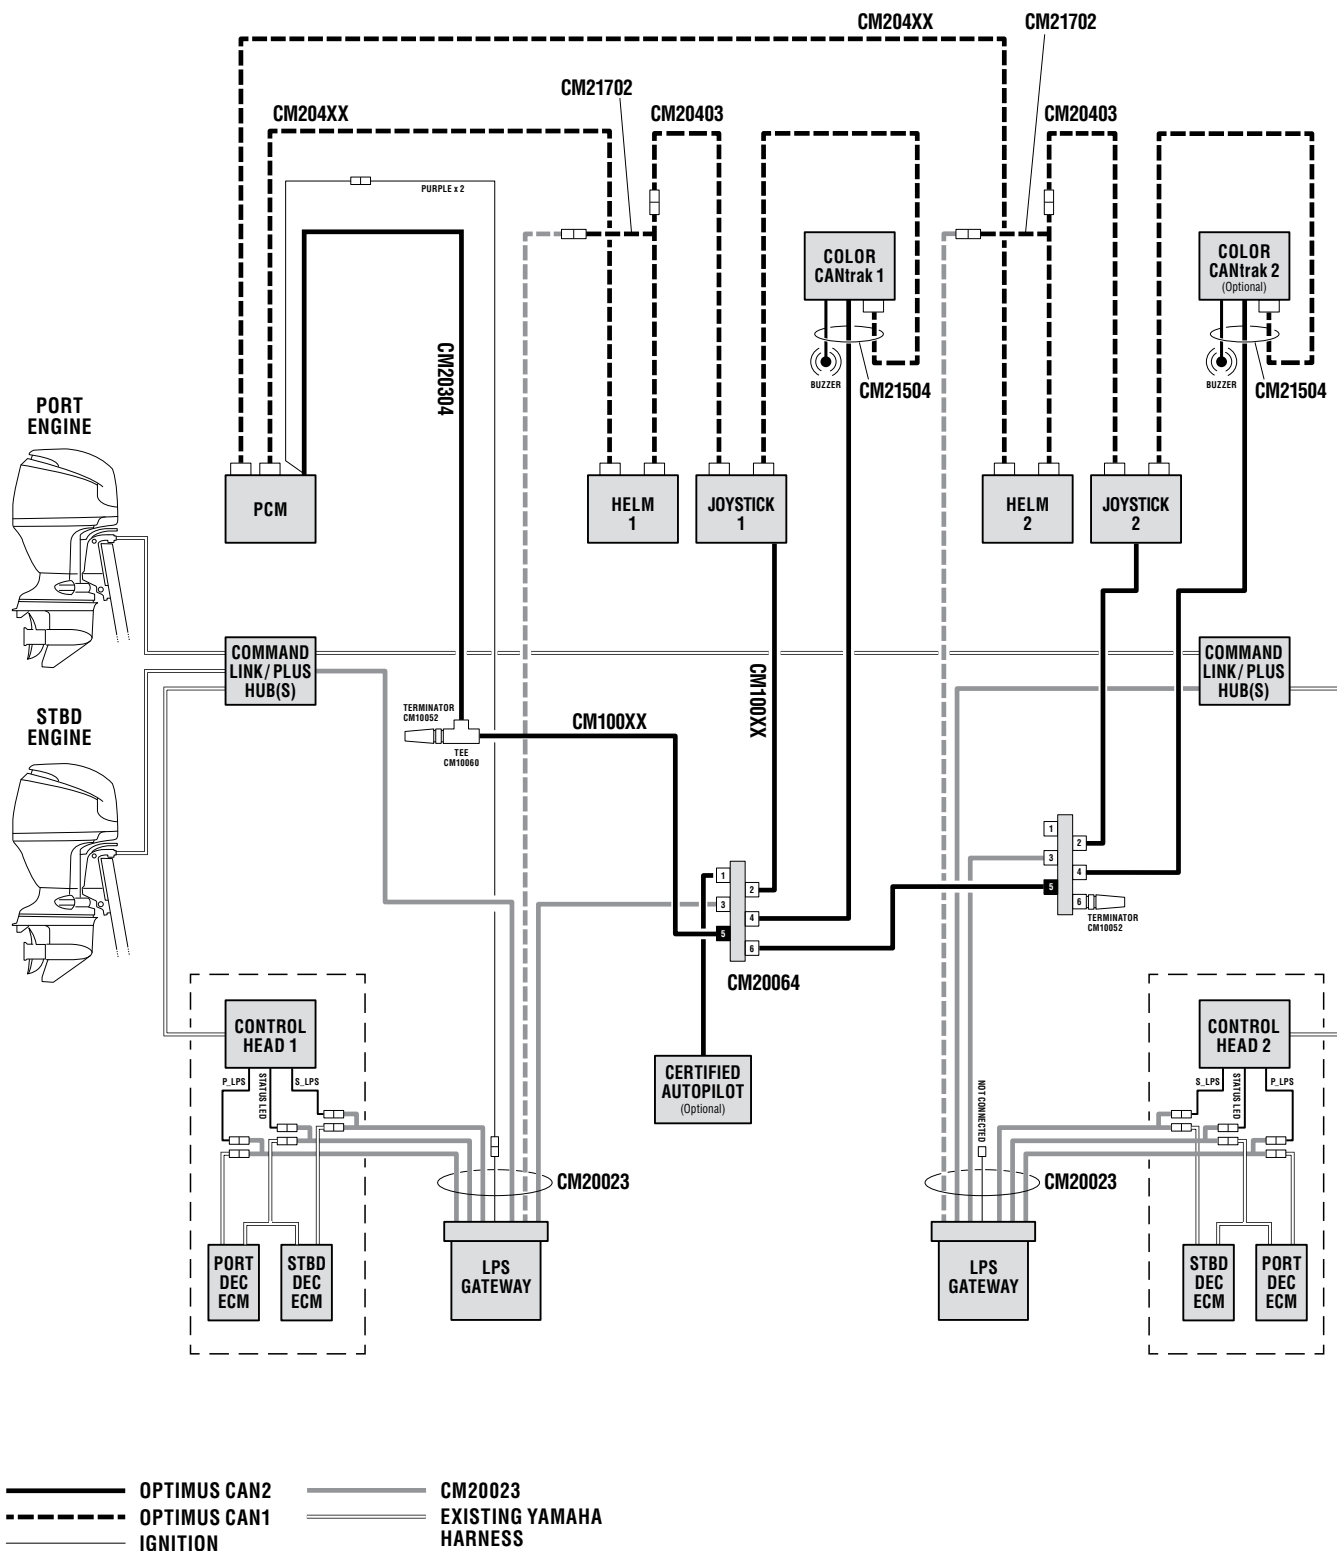 CM204XX
CM21702
CM21702
CM204XX
CM20403
CM20403
PURPLE x 2
COLOR
CANtrak 1
COLOR
CANtrak 2
(Optional)
CM20304
BUZZER
CM21504
BUZZER
CM21504
PORT
ENGINE
PCM
HELM
1
JOYSTICK
1
HELM
2
JOYSTICK
2
COMMAND
LINK/PLUS
HUB(S)
COMMAND
LINK/PLUS
HUB(S)
STBD
ENGINE
TERMINATOR
CM10052
TEE
CM10060
CM100XX
CM100XX
1
2
3
4
5
6
TERMINATOR
CM10052
1
2
3
4
5
6
CM20064
CONTROL
HEAD 1
P_LPS
STATUS LED
S_LPS
CERTIFIED
AUTOPILOT
(Optional)
NOT CONNECTED
CONTROL
HEAD 2
S_LPS
STATUS LED
P_LPS
CM20023
CM20023
PORT
DEC
ECM
STBD
DEC
ECM
LPS
GATEWAY
LPS
GATEWAY
STBD
DEC
ECM
PORT
DEC
ECM
OPTIMUS CAN2
OPTIMUS CAN1
IGNITION
CM20023
EXISTING YAMAHA
HARNESS